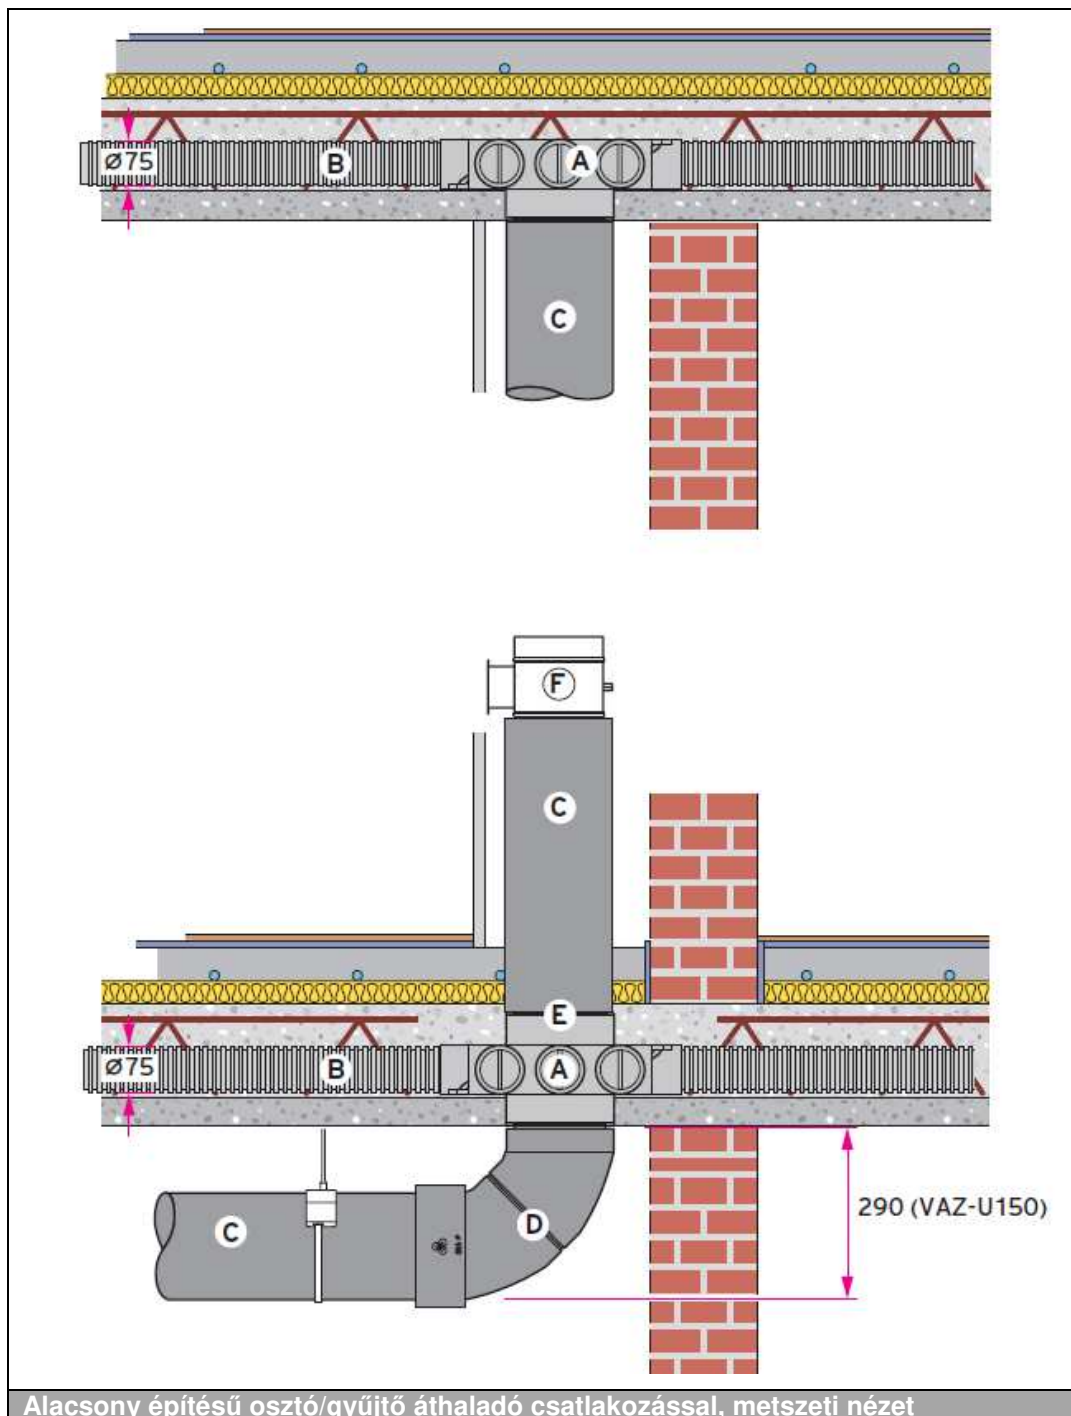 Ø75
B
A
C
F
C
E
Ø75
B
A
C
D
290 (VAZ-U150)
Alacsony építésű osztó/gyűjtő áthaladó csatlakozással, metszeti nézet